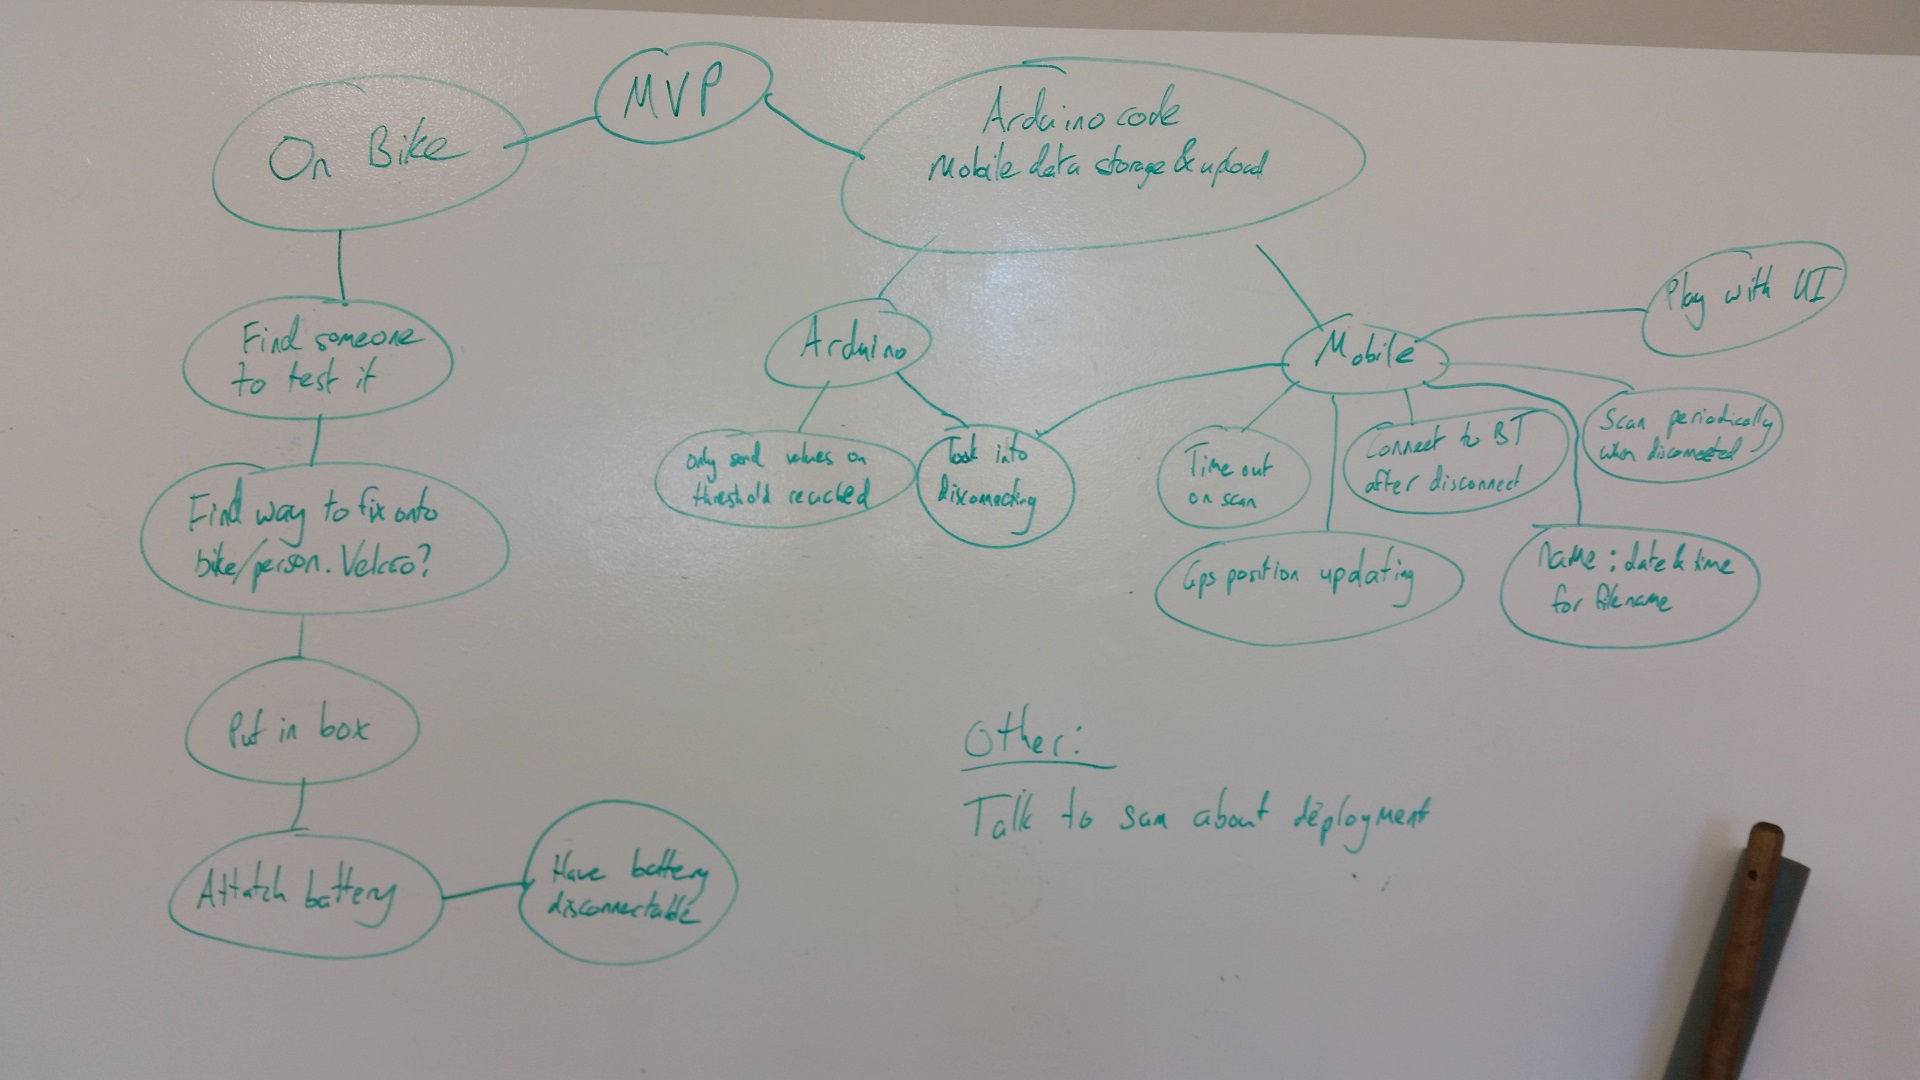 MVP
On Bike
Arduino code
Mobile data storage & upload
Find someone
to test it
Find way to fix onto
bike/person. Velcro?
Put in box
Attatch battery
Have battery
disconnectable
Arduino
Only send values on
threshold reached
Look into
disconnecting
Mobile
Play with UI
Scan periodically
when disconnected
Connect to BT
after disconnect
Time out
on scan
Gps position updating
Name: date & time
for filename
Other:
Talk to sam about deployment